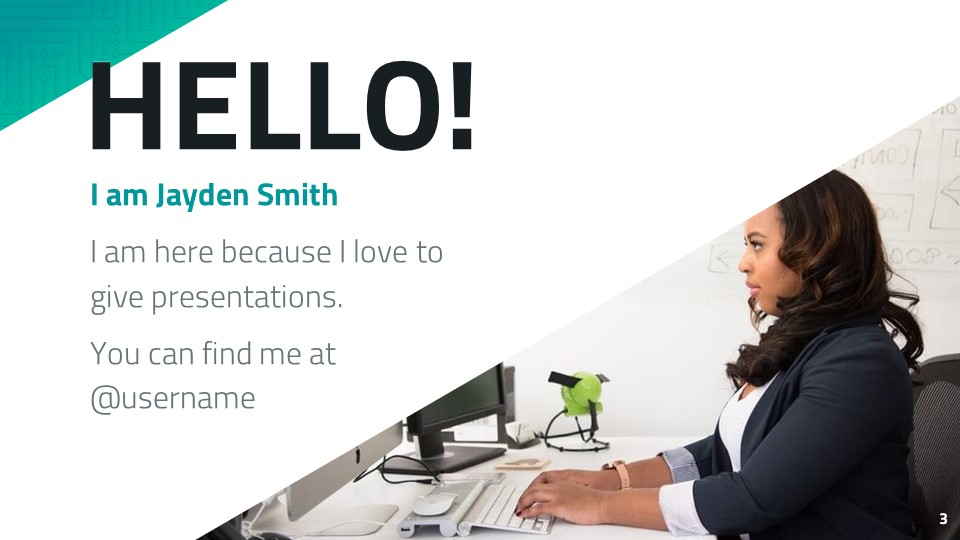 HELLO!
I am Jayden Smith
I am here because I love to
give presentations.
You can find me at
@username
3